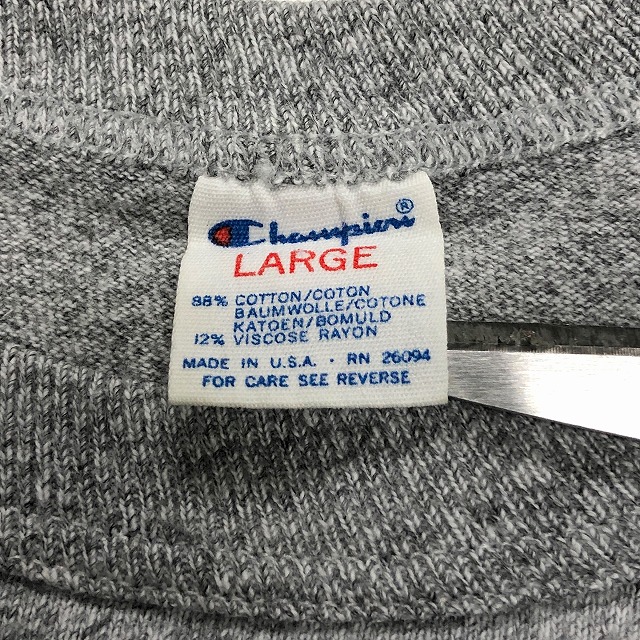 Champion®
LARGE
88% COTTON/COTON
BAUMWOLLE/COTONE
KATOEN/BOMULD
12% VISCOSE RAYON
MADE IN U.S.A. · RN 26094
FOR CARE SEE REVERSE